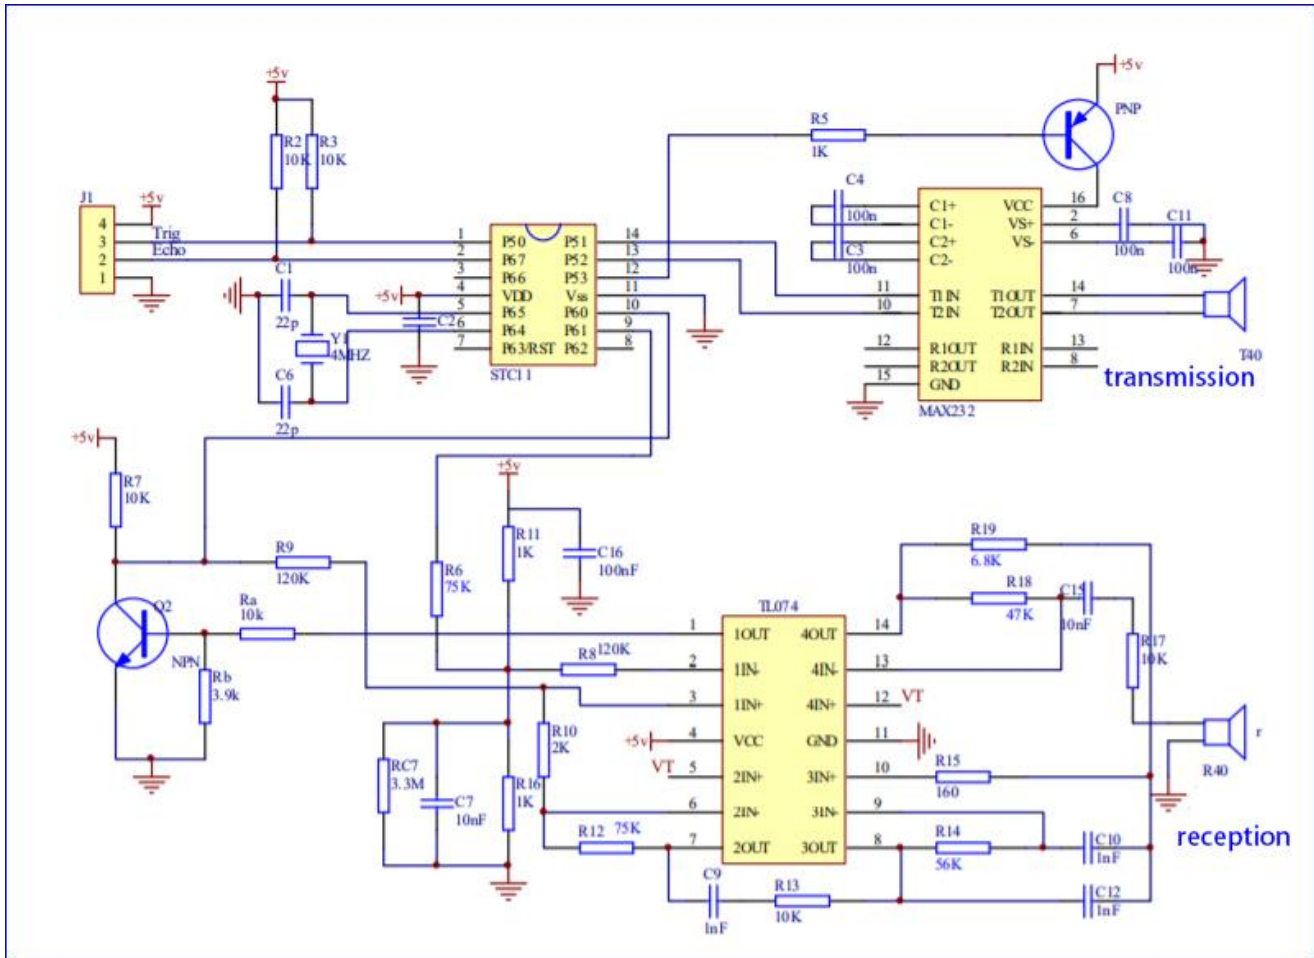 +5v
+5v
PNP
R5
1K
R2
10K
R3
10K
J1
+5v
4
3
2
1
Trig
Echo
C4
100n
C3
100n
C1+
C1-
C2+
C2-
T1IN
T2IN
R1OUT
R2OUT
GND
VCC
VS+
VS-
T1OUT
T2OUT
R1IN
R2IN
11
10
12
9
15
16
2
6
14
7
13
8
MAX232
C8
100n
C11
100n
T40
transmission
1
2
3
4
5
6
7
P50
P67
P66
VDD
P65
P64
P63/RST
P51
P52
P53
Vss
P60
P61
P62
14
13
12
11
10
9
8
STC11
C1
22p
Y1
4MHZ
C6
22p
+5v
C2
+5v
R7
10K
R9
120K
Q2
NPN
Ra
10k
Rb
3.9k
+5v
R11
1K
C16
100nF
R6
75K
R8
120K
RC7
3.3M
C7
10nF
R16
1K
R10
2K
R12
75K
C9
1nF
R13
10K
+5v
VT
TL074
1
2
3
4
5
6
7
1OUT
1IN-
1IN+
VCC
2IN+
2IN-
2OUT
4OUT
4IN-
4IN+
GND
3IN+
3IN-
3OUT
14
13
12
11
10
9
8
VT
R19
6.8K
R18
47K
C15
10nF
R17
10K
r
R40
R15
160
R14
56K
C10
1nF
C12
1nF
reception